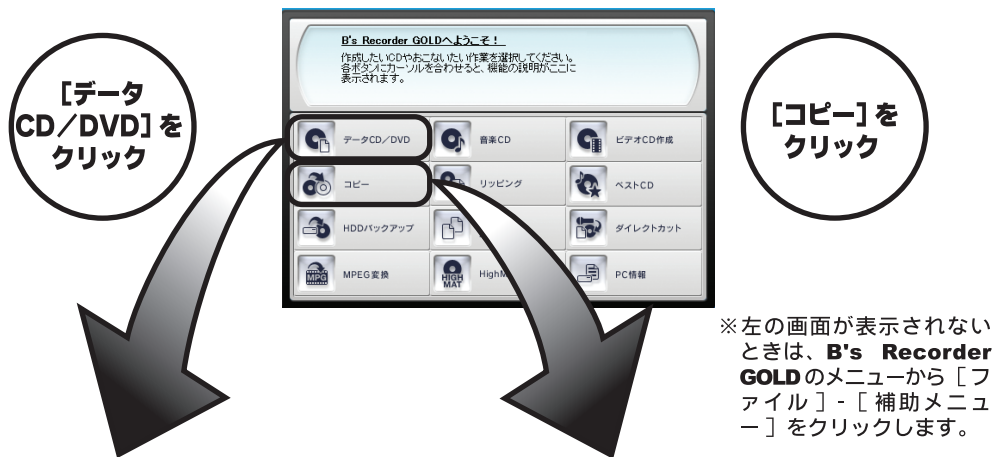 B's Recorder GOLDへようこそ！
作成したいCDやおこないたい作業を選択してください。
各ボタンにカーソルを合わせると、機能の説明がここに
表示されます。
［データ
CD／DVD］を
クリック
［コピー］を
クリック
データCD／DVD
音楽CD
ビデオCD作成
コピー
リッピング
ベストCD
HDDバックアップ
ダイレクトカット
MPG
MPEG変換
HIGH
MAT
PC情報
※左の画面が表示されない
ときは、B's Recorder
GOLDのメニューから［フ
ァイル］-［補助メニュ
ー］をクリックします。